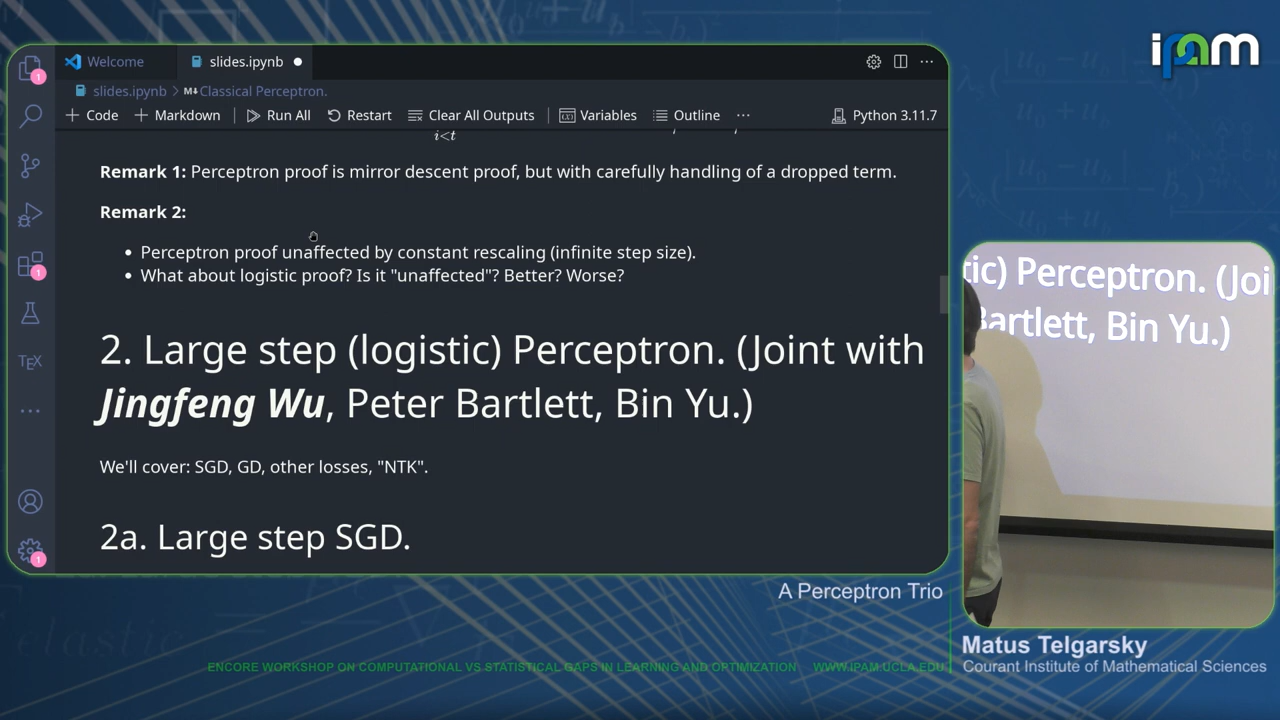 ipam
Welcome
slides.ipynb
slides.ipynb > M↓ Classical Perceptron.
+ Code + Markdown Run All Restart Clear All Outputs Variables Outline ... Python 3.11.7
i<t
Remark 1: Perceptron proof is mirror descent proof, but with carefully handling of a dropped term.
Remark 2:
• Perceptron proof unaffected by constant rescaling (infinite step size).
• What about logistic proof? Is it "unaffected"? Better? Worse?
2. Large step (logistic) Perceptron. (Joint with
Jingfeng Wu, Peter Bartlett, Bin Yu.)
We'll cover: SGD, GD, other losses, "NTK".
2a. Large step SGD.
1
1
1
TEX
tic) Perceptron. (Joi
Bartlett, Bin Yu.)
A Perceptron Trio
Matus Telgarsky
Courant Institute of Mathematical Sciences
ENCORE WORKSHOP ON COMPUTATIONAL VS STATISTICAL GAPS IN LEARNING AND OPTIMIZATION WWW.IPAM.UCLA.EDU
elastic